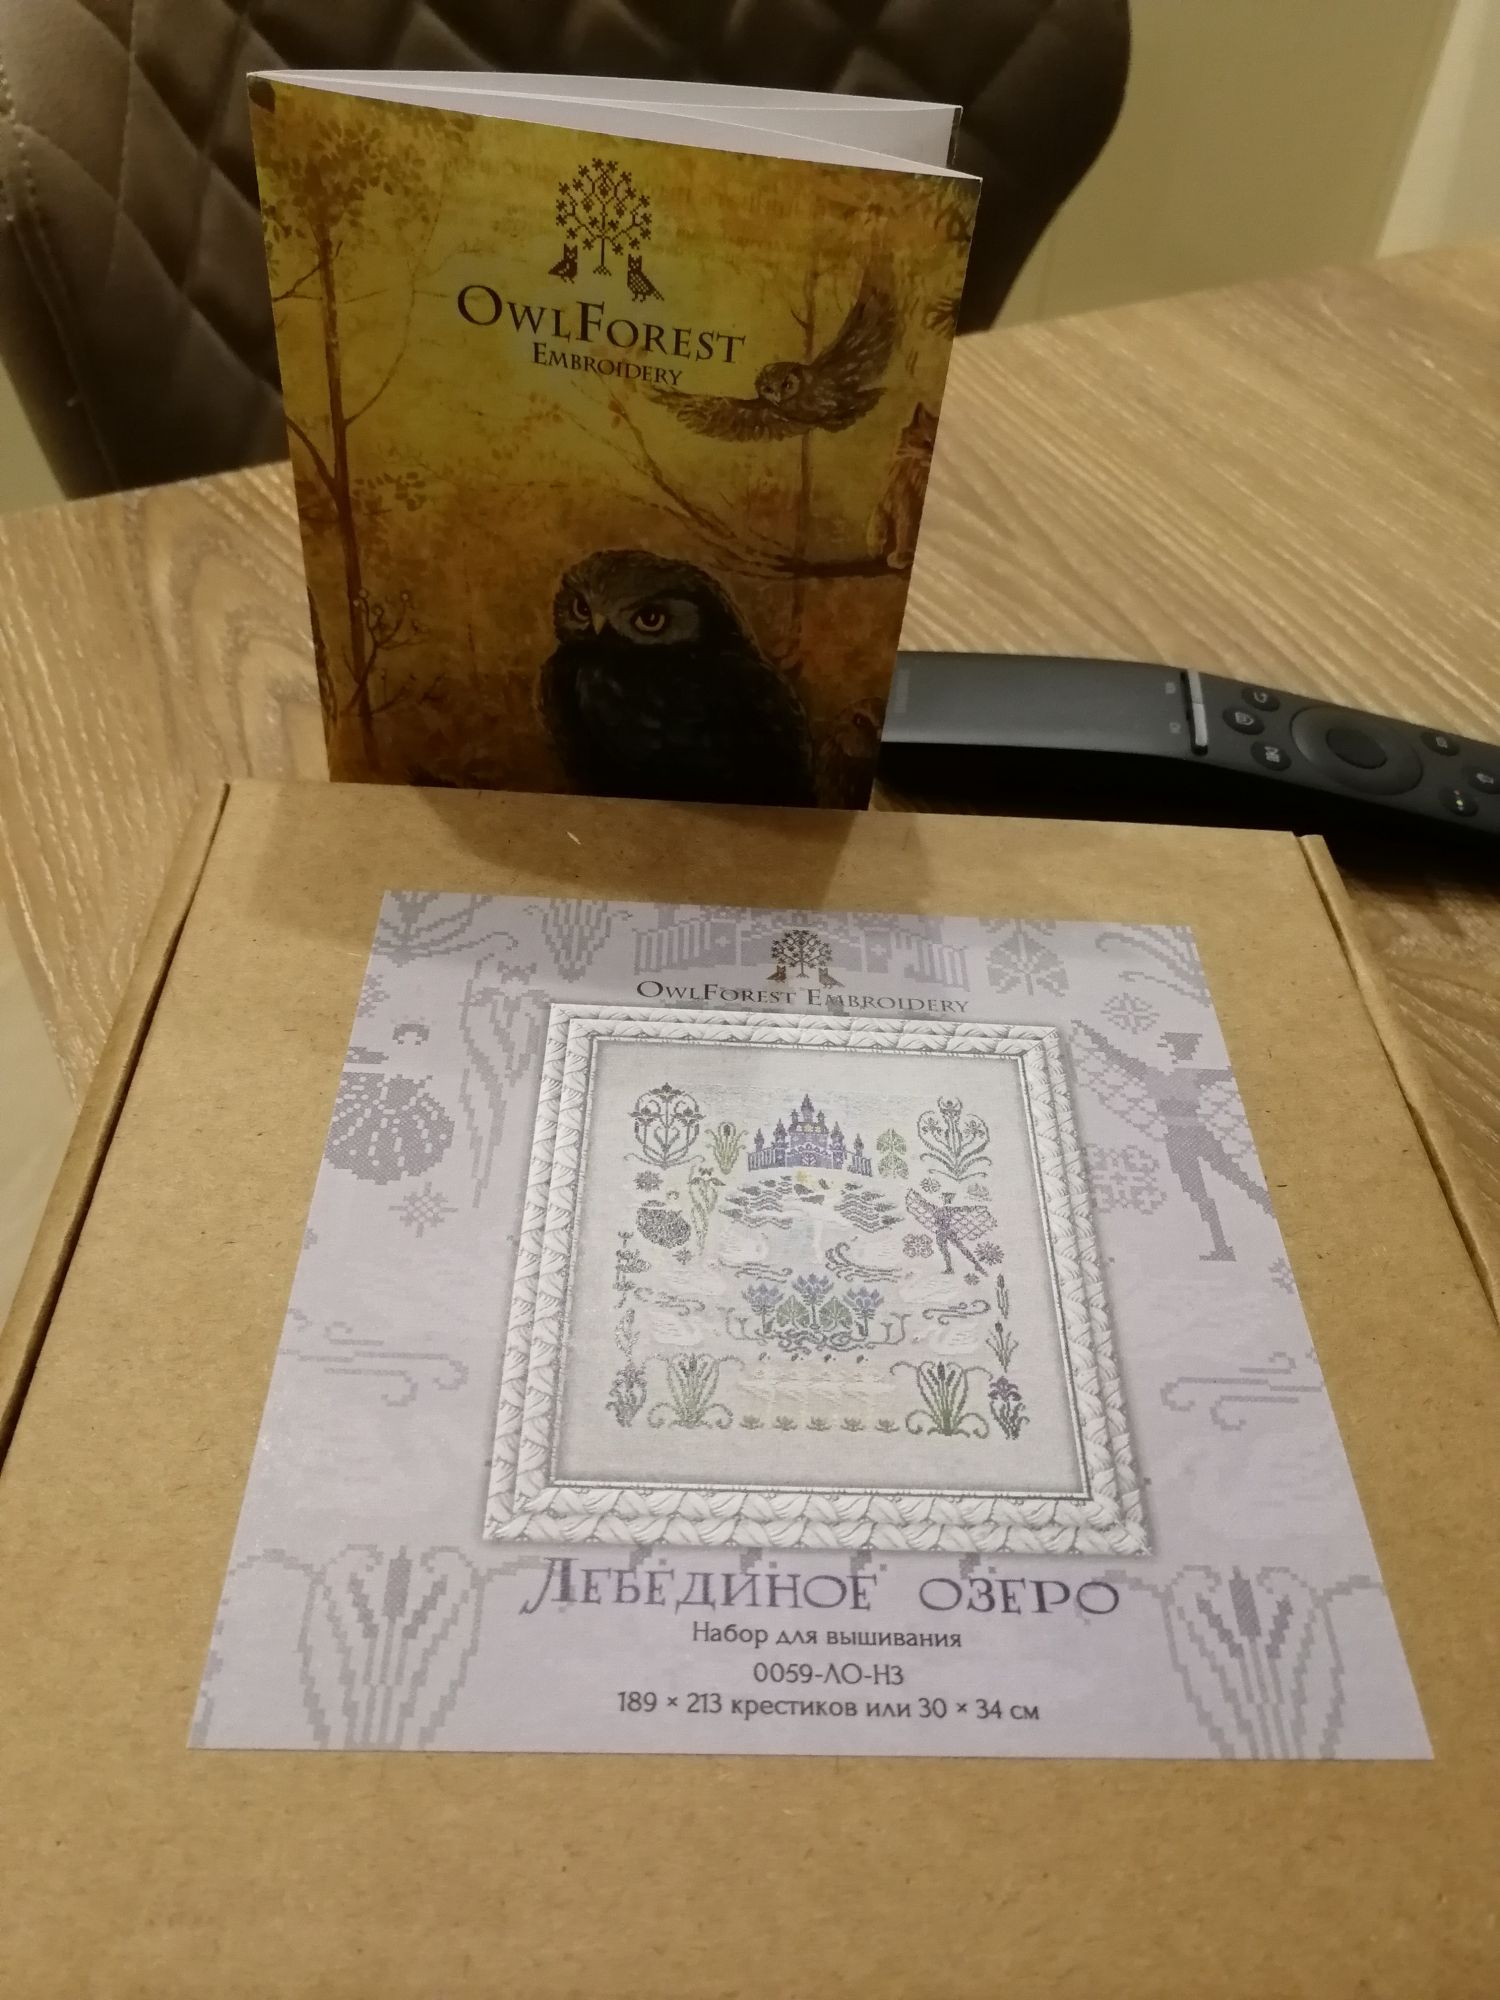 OwlForest
Embroidery
OwlForest Embroidery
Лебединое озеро
Набор для вышивания
0059-ЛО-НЗ
189 × 213 крестиков или 30 × 34 см